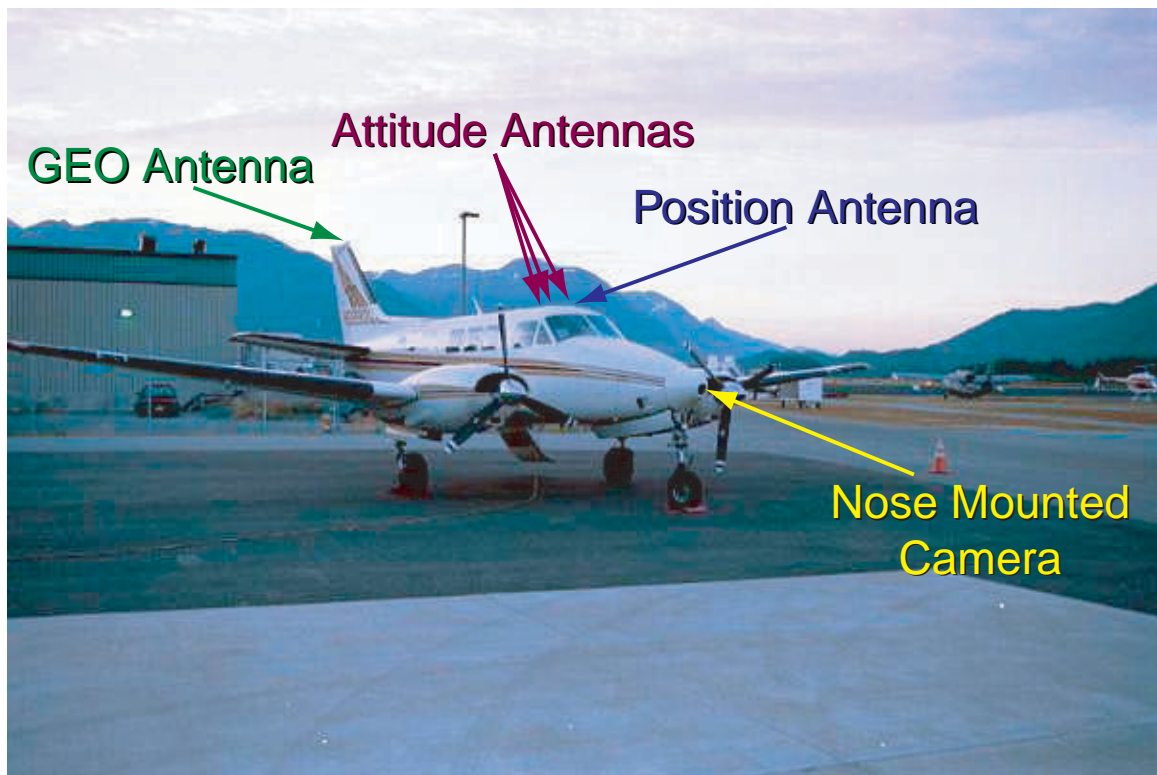 Attitude Antennas
GEO Antenna
Position Antenna
Nose Mounted
Camera